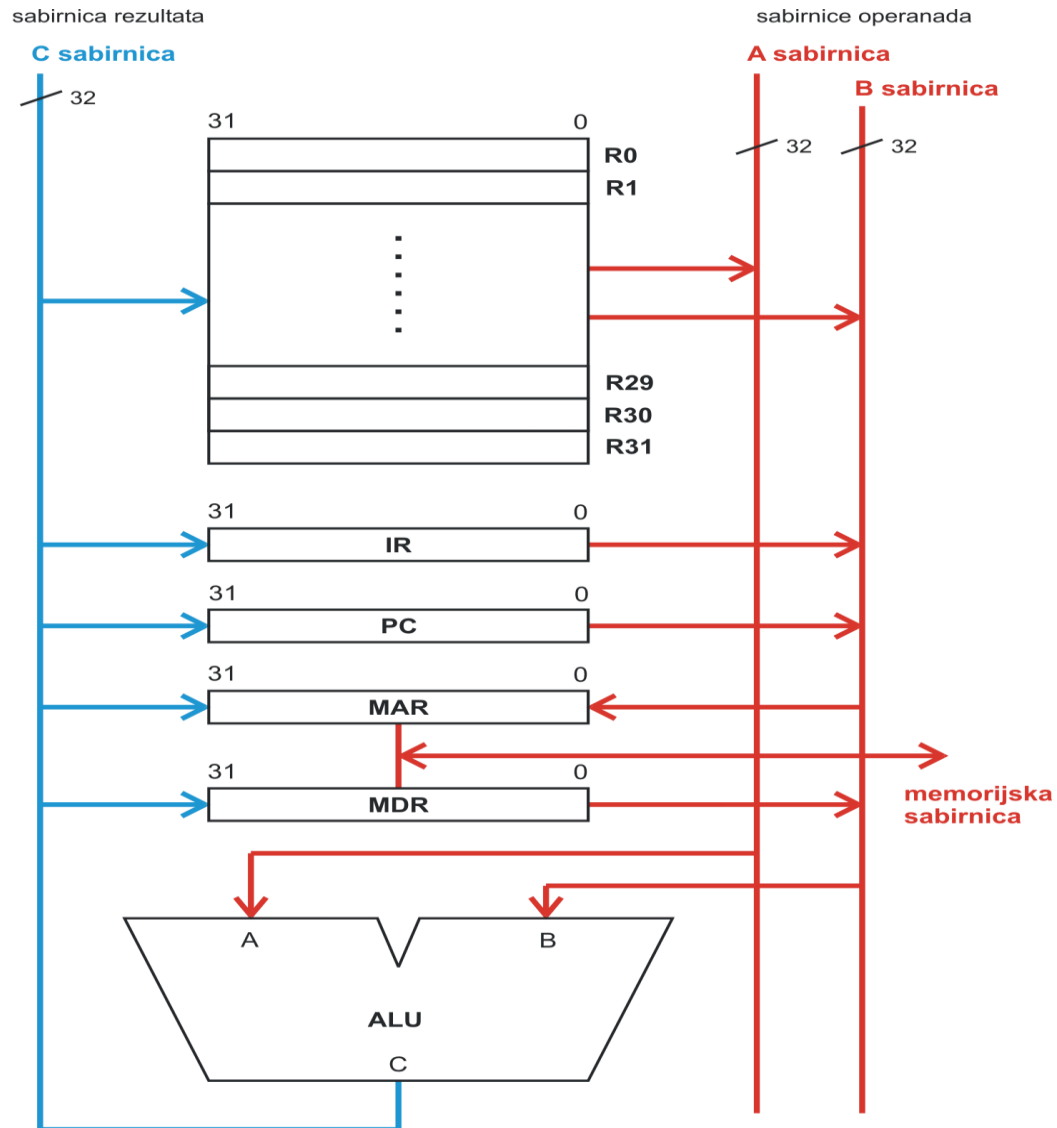 sabirnica rezultata
sabirnice operanada
C sabirnica
A sabirnica
B sabirnica
32
31 0
32
32
R0
R1
R29
R30
R31
31 0
IR
31 0
PC
31 0
MAR
31 0
MDR
memorijska
sabirnica
A
B
ALU
C